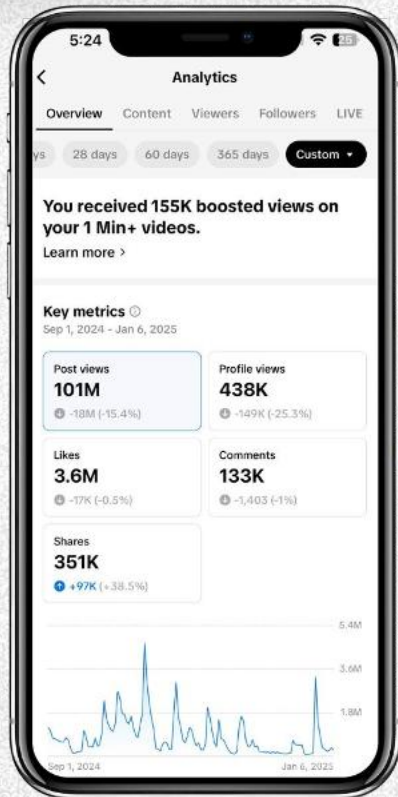 5:24
25
Analytics
Overview Content Viewers Followers LIVE
ys 28 days 60 days 365 days Custom
You received 155K boosted views on
your 1 Min+ videos.
Learn more >
Key metrics
Sep 1, 2024 - Jan 6, 2025
Post views
101M
-18M (-15.4%)
Profile views
438K
-149K (-25.3%)
Likes
3.6M
-17K (-0.5%)
Comments
133K
-1,403 (-1%)
Shares
351K
+97K (+38.5%)
5.4M
3.6M
1.8M
Sep 1, 2024 Jan 6, 2025